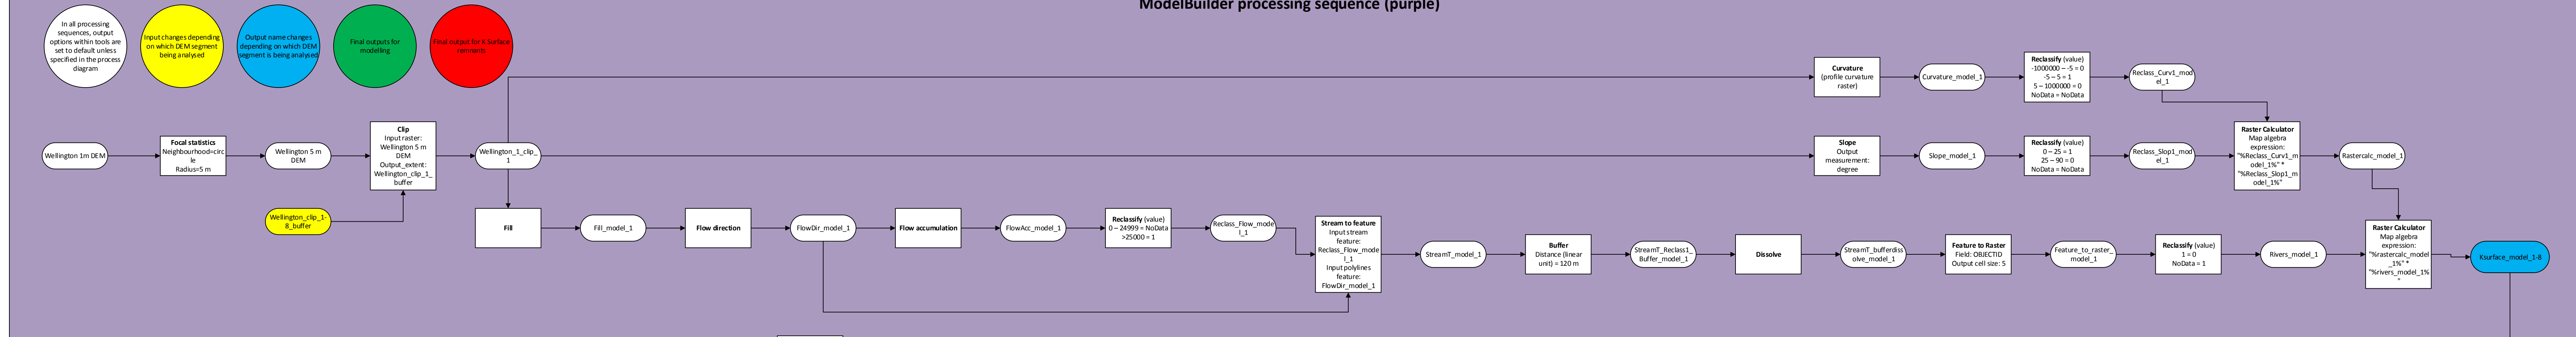 ModelBuilder processing sequence (purple)
In all processing
sequences, output
options within tools are
set to default unless
specified in the process
diagram
Input changes depending
on which DEM segment
being analysed
Output name changes
depending on which DEM
segment is being analysed
Final outputs for
modelling
Final output for K Surface
remnants
Curvature
(profile curvature
raster)
Curvature_model_1
Reclassify (value)
-1000000 – -5 = 0
-5 – 5 = 1
5 – 1000000 = 0
NoData = NoData
Reclass_Curv1_mod
el_1
Wellington 1m DEM
Focal statistics
Neighbourhood=circ
le
Radius=5 m
Wellington 5 m
DEM
Clip
Input raster:
Wellington 5 m
DEM
Output_extent:
Wellington_clip_1_
buffer
Wellington_1_clip_
1
Slope
Output
measurement:
degree
Slope_model_1
Reclassify (value)
0 – 25 = 1
25 – 90 = 0
NoData = NoData
Reclass_Slop1_mod
el_1
Raster Calculator
Map algebra
expression:
"%Reclass_Curv1_m
odel_1%" *
"%Reclass_Slop1_m
odel_1%"
Rastercalc_model_1
Wellington_clip_1-
8_buffer
Fill
Fill_model_1
Flow direction
FlowDir_model_1
Flow accumulation
FlowAcc_model_1
Reclassify (value)
0 – 24999 = NoData
>25000 = 1
Reclass_Flow_mode
l_1
Stream to feature
Input stream
feature:
Reclass_Flow_mode
l_1
Input polylines
feature:
FlowDir_model_1
StreamT_model_1
Buffer
Distance (linear
unit) = 120 m
StreamT_Reclass1_
Buffer_model_1
Dissolve
StreamT_bufferdiss
olve_model_1
Feature to Raster
Field: OBJECTID
Output cell size: 5
Feature_to_raster_
model_1
Reclassify (value)
1 = 0
NoData = 1
Rivers_model_1
Raster Calculator
Map algebra
expression:
"%rastercalc_model
_1%" *
"%rivers_model_1%
"
Ksurface_model_1-8